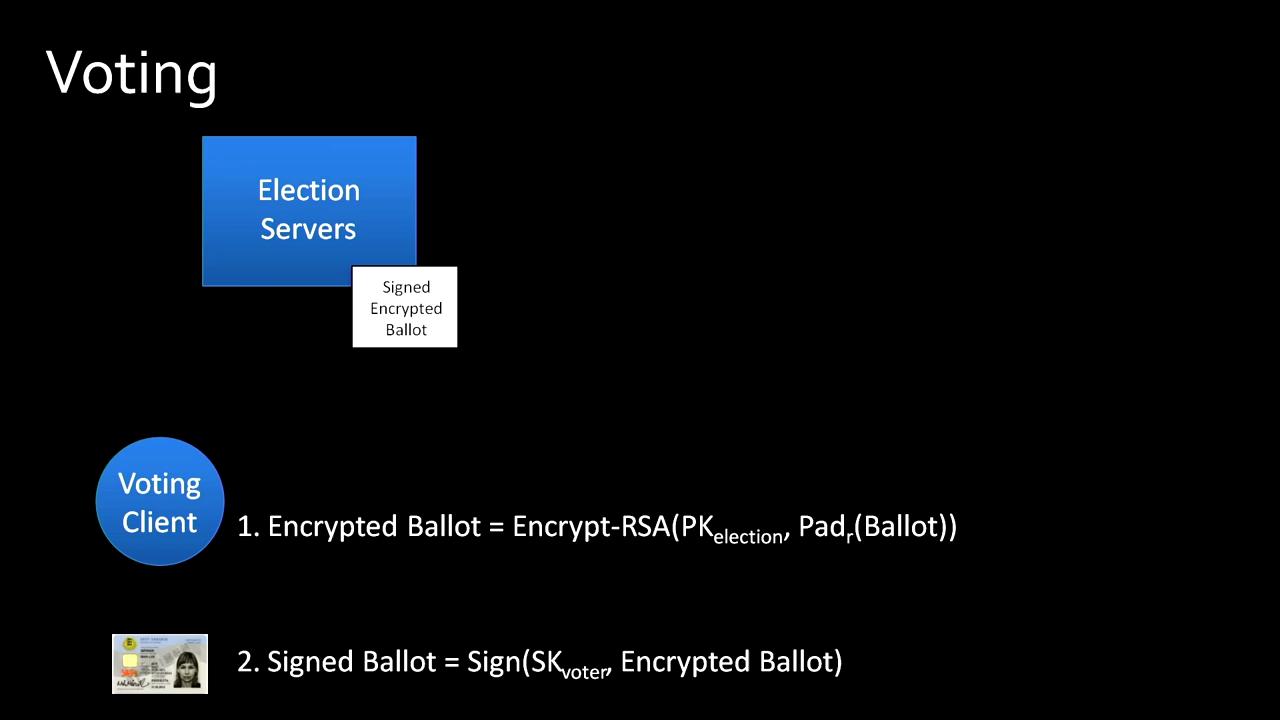 Voting
Election
Servers
Signed
Encrypted
Ballot
Voting
Client
1. Encrypted Ballot = Encrypt-RSA(PKelection, Padr(Ballot))
2. Signed Ballot = Sign(SKvoter, Encrypted Ballot)